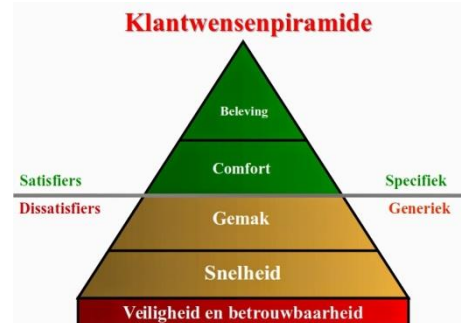 Klantwensenpiramide
Beleving
Comfort
Satisfiers
Specifiek
Dissatisfiers
Generiek
Gemak
Snelheid
Veiligheid en betrouwbaarheid